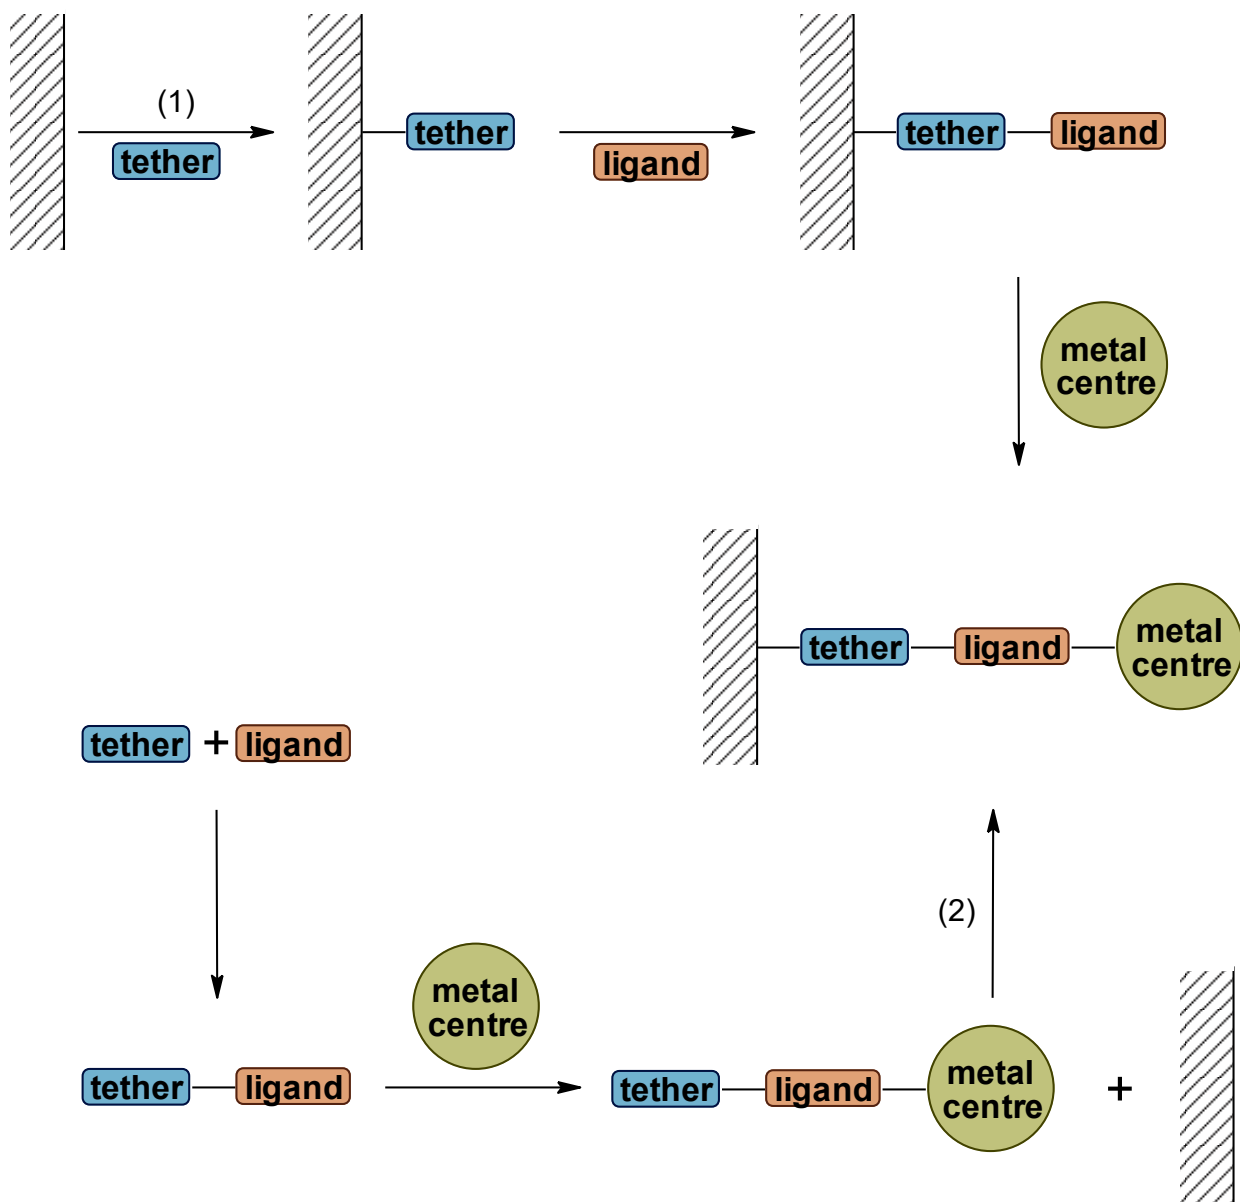 (1)
tether
tether
ligand
tether ligand
metal
centre
tether ligand
metal
centre
tether + ligand
(2)
metal
centre
tether ligand
tether ligand
metal
centre
+